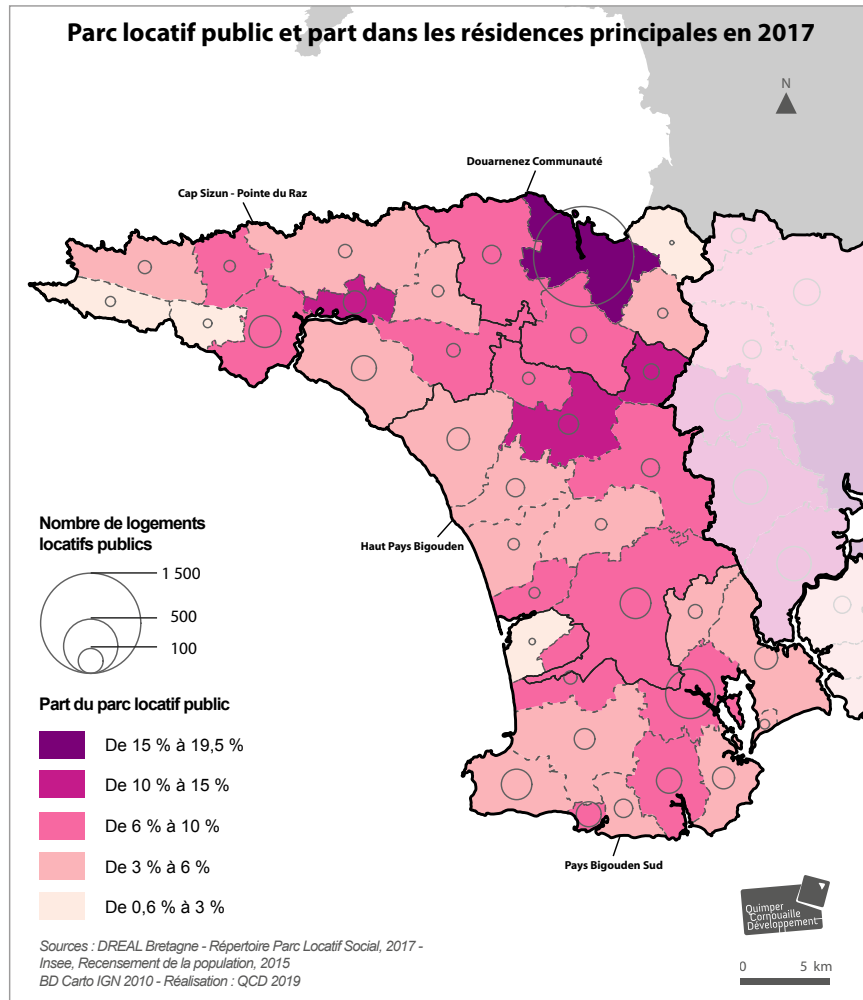 Parc locatif public et part dans les résidences principales en 2017
N
Douarnenez Communauté
Cap Sizun - Pointe du Raz
Haut Pays Bigouden
Pays Bigouden Sud
Nombre de logements
locatifs publics
1 500
500
100
Part du parc locatif public
De 15 % à 19,5 %
De 10 % à 15 %
De 6 % à 10 %
De 3 % à 6 %
De 0,6 % à 3 %
Sources : DREAL Bretagne - Répertoire Parc Locatif Social, 2017 -
Insee, Recensement de la population, 2015
BD Carto IGN 2010 - Réalisation : QCD 2019
Quimper
Cornouaille
Développement
0 5 km